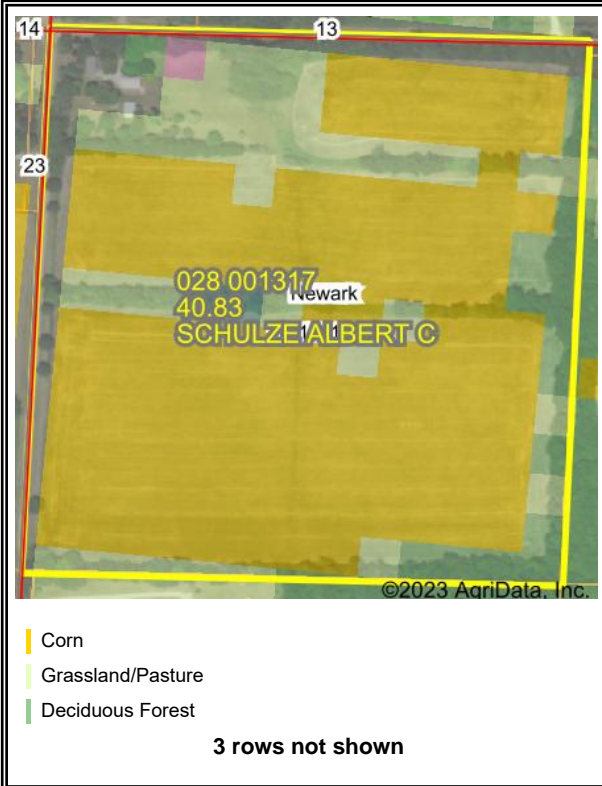 14
13
23
028 001317
Newark
40.83
SCHULZE ALBERT C
©2023 AgriData, Inc.
Corn
Grassland/Pasture
Deciduous Forest
3 rows not shown